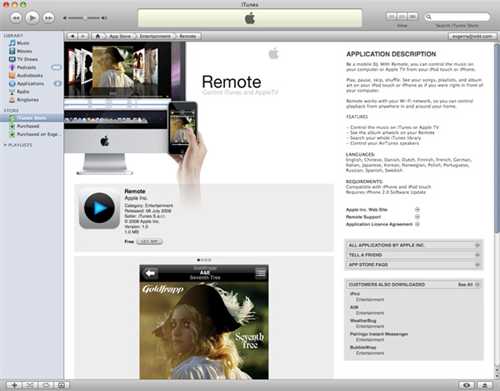 iTunes
App Store
Entertainment
Remote
View
Search iTunes Store
LIBRARY
Music
Movies
TV Shows
Podcasts
Audiobooks
Applications
Radio
Ringtones
STORE
iTunes Store
Purchased
Purchased on Euge...
PLAYLISTS
Remote
Control iTunes and AppleTV
Remote
Apple Inc.
Category: Entertainment
Released: 08 July 2008
Seller: iTunes S.a.r.l.
© 2008 Apple Inc.
Version: 1.0
1.0 MB
Free GET APP
A&E
Seventh Tree
Goldfrapp
Seventh
Tree
APPLICATION DESCRIPTION
Be a mobile DJ. With Remote, you can control the music on
your computer or Apple TV from your iPod touch or iPhone.
Play, pause, skip, shuffle. See your songs, playlists, and album
art on your iPod touch or iPhone as if you were right in front of
your computer.
Remote works with your Wi-Fi network, so you can control
playback from anywhere in and around your home.
FEATURES
- Control the music on iTunes or Apple TV
- See the album artwork on your Remote
- Search your whole iTunes library
- Control your AirTunes speakers
LANGUAGES:
English, Chinese, Danish, Dutch, Finnish, French, German,
Italian, Japanese, Korean, Norwegian, Polish, Portuguese,
Russian, Spanish, Swedish
REQUIREMENTS:
Compatible with iPhone and iPod touch
Requires iPhone 2.0 Software Update
Apple Inc. Web Site
Remote Support
Application Licence Agreement
ALL APPLICATIONS BY APPLE INC.
TELL A FRIEND
APP STORE FAQS
CUSTOMERS ALSO DOWNLOADED See All
Entertainment
AIM
Entertainment
WeatherBug
Entertainment
Palringo Instant Messenger
Entertainment
BubbleWrap
Entertainment